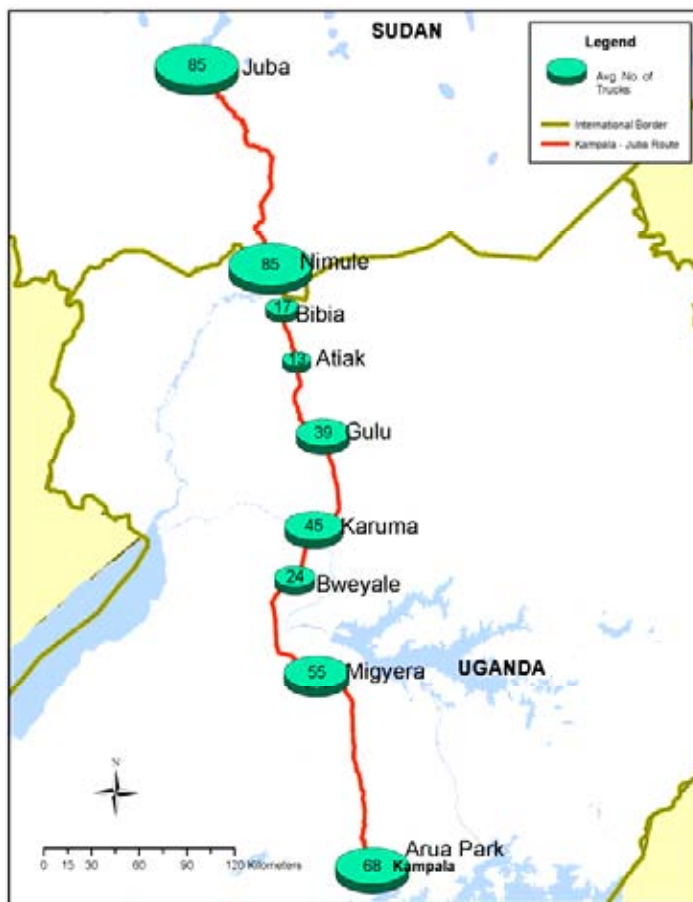 SUDAN
Legend
Avg. No. of
Trucks
International Border
Kampala - Juba Route
85
Juba
85
Nimule
17
Bibia
13
Atiak
39
Gulu
45
Karuma
24
Bweyale
55
Migyera
UGANDA
N
0 15 30 60 90 120 Kilometers
Arua Park
68 Kampala